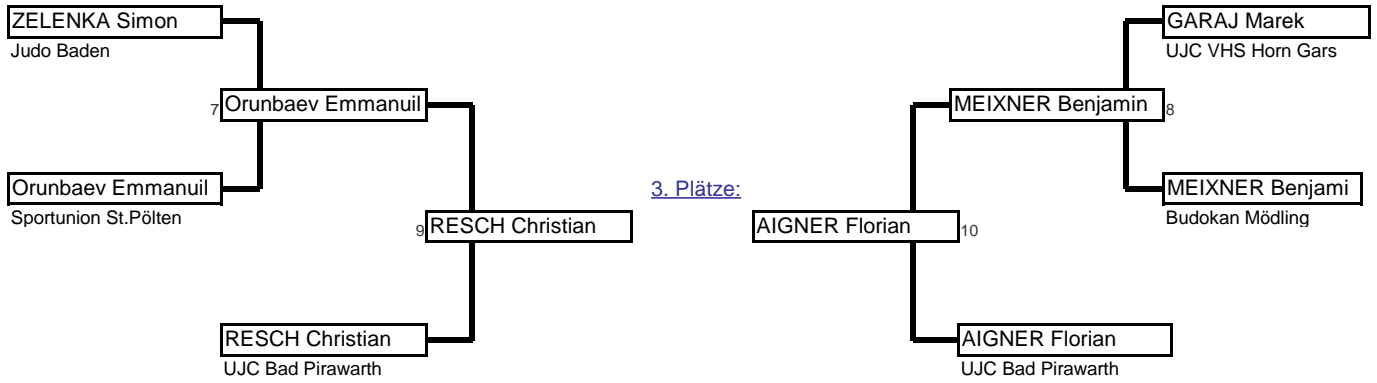 ZELENKA Simon
Judo Baden
7 Orunbaev Emmanuil
Orunbaev Emmanuil
Sportunion St.Pölten
9 RESCH Christian
RESCH Christian
UJC Bad Pirawarth
3. Plätze:
GARAJ Marek
UJC VHS Horn Gars
MEIXNER Benjamin 8
MEIXNER Benjami
Budokan Mödling
AIGNER Florian 10
AIGNER Florian
UJC Bad Pirawarth